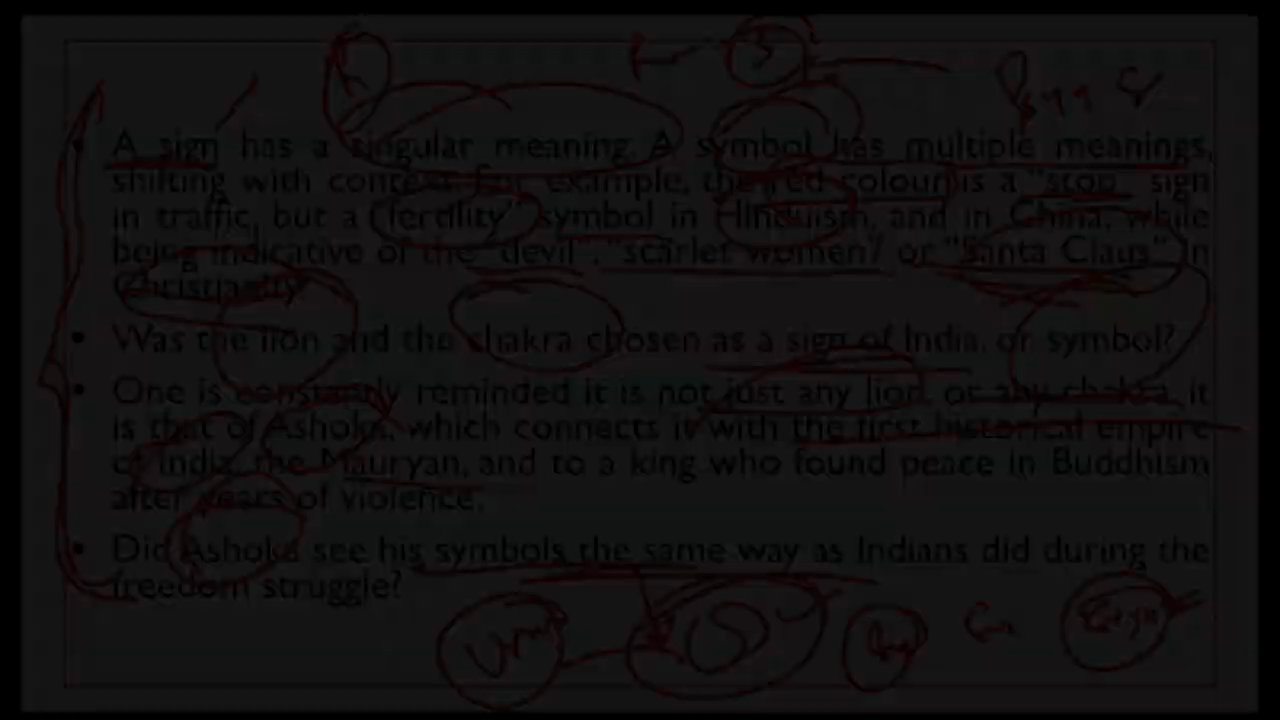 • A sign has a singular meaning. A symbol has multiple meanings,
shifting with context. For example, the red colour is a "stop" sign
in traffic, but a "fertility" symbol in Hinduism, and in China, while
being indicative of the "devil", "scarlet women? or "Santa Claus" in
Christianity
• Was the lion and the chakra chosen as a sign of India, or symbol?
• One is constantly reminded it is not just any lion, or any chakra, it
is that of Ashoka, which connects it with the first historical empire
of India, the Mauryan, and to a king who found peace in Buddhism
after years of violence.
• Did Ashoka see his symbols the same way as Indians did during the
freedom struggle?